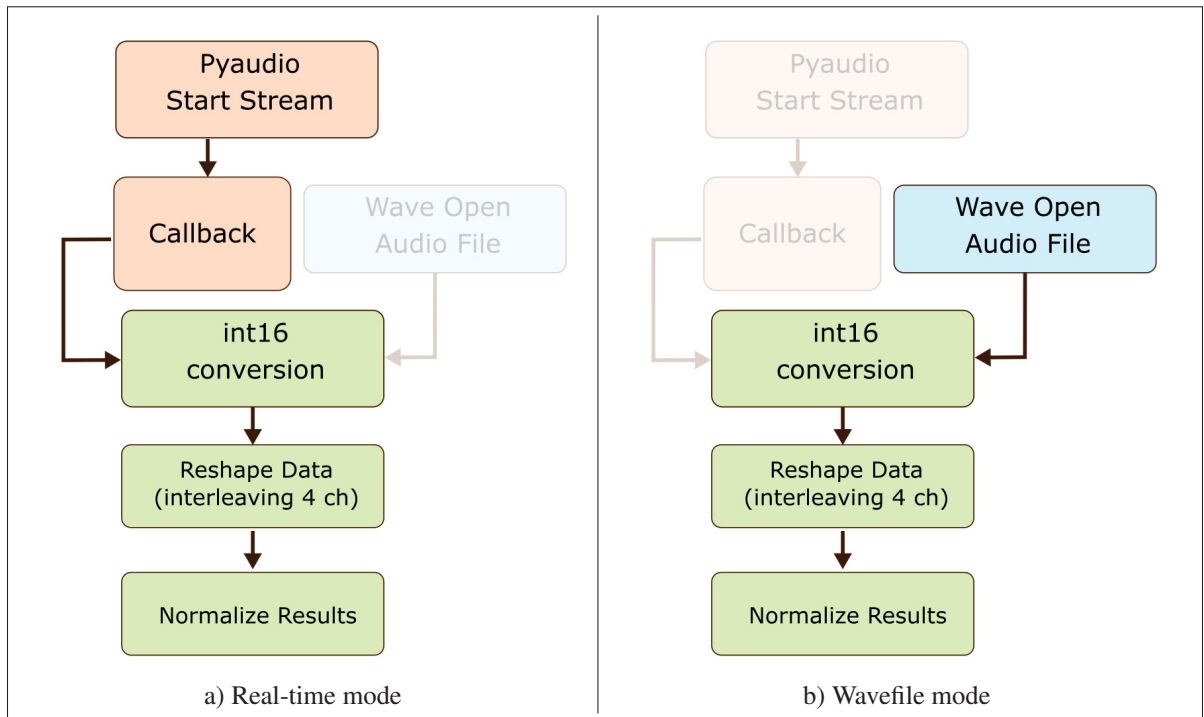 Pyaudio
Start Stream
Callback
Wave Open
Audio File
int16
conversion
Reshape Data
(interleaving 4 ch)
Normalize Results
a) Real-time mode
Pyaudio
Start Stream
Callback
Wave Open
Audio File
int16
conversion
Reshape Data
(interleaving 4 ch)
Normalize Results
b) Wavefile mode